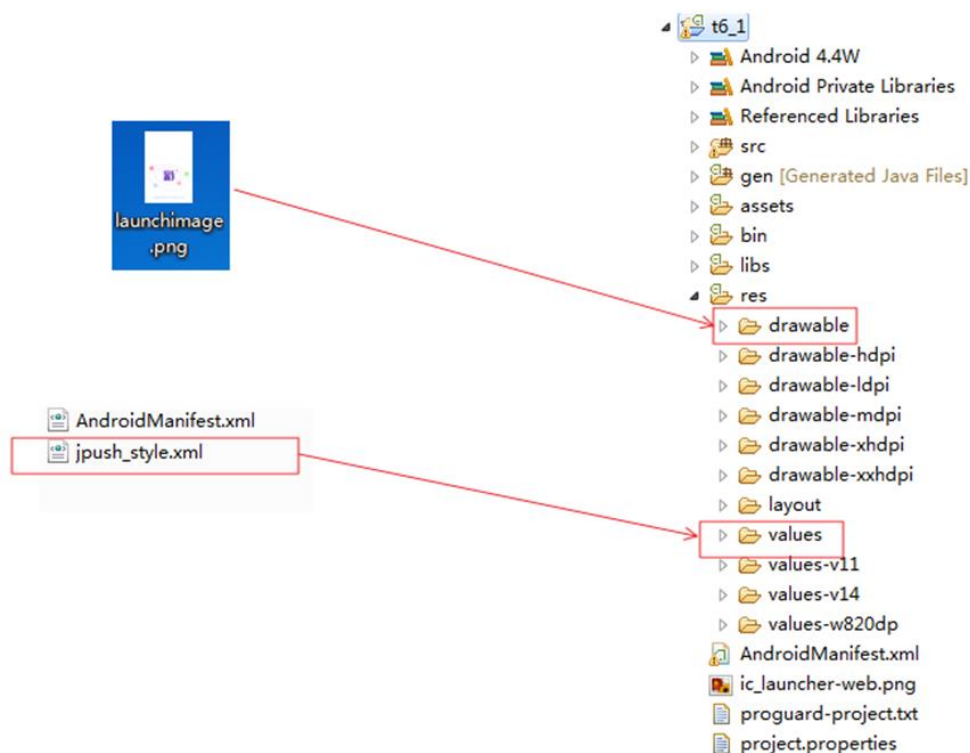 launchimage
.png
AndroidManifest.xml
jpush_style.xml
t6_1
Android 4.4W
Android Private Libraries
Referenced Libraries
src
gen [Generated Java Files]
assets
bin
libs
res
drawable
drawable-hdpi
drawable-ldpi
drawable-mdpi
drawable-xhdpi
drawable-xxhdpi
layout
values
values-v11
values-v14
values-w820dp
AndroidManifest.xml
ic_launcher-web.png
proguard-project.txt
project.properties